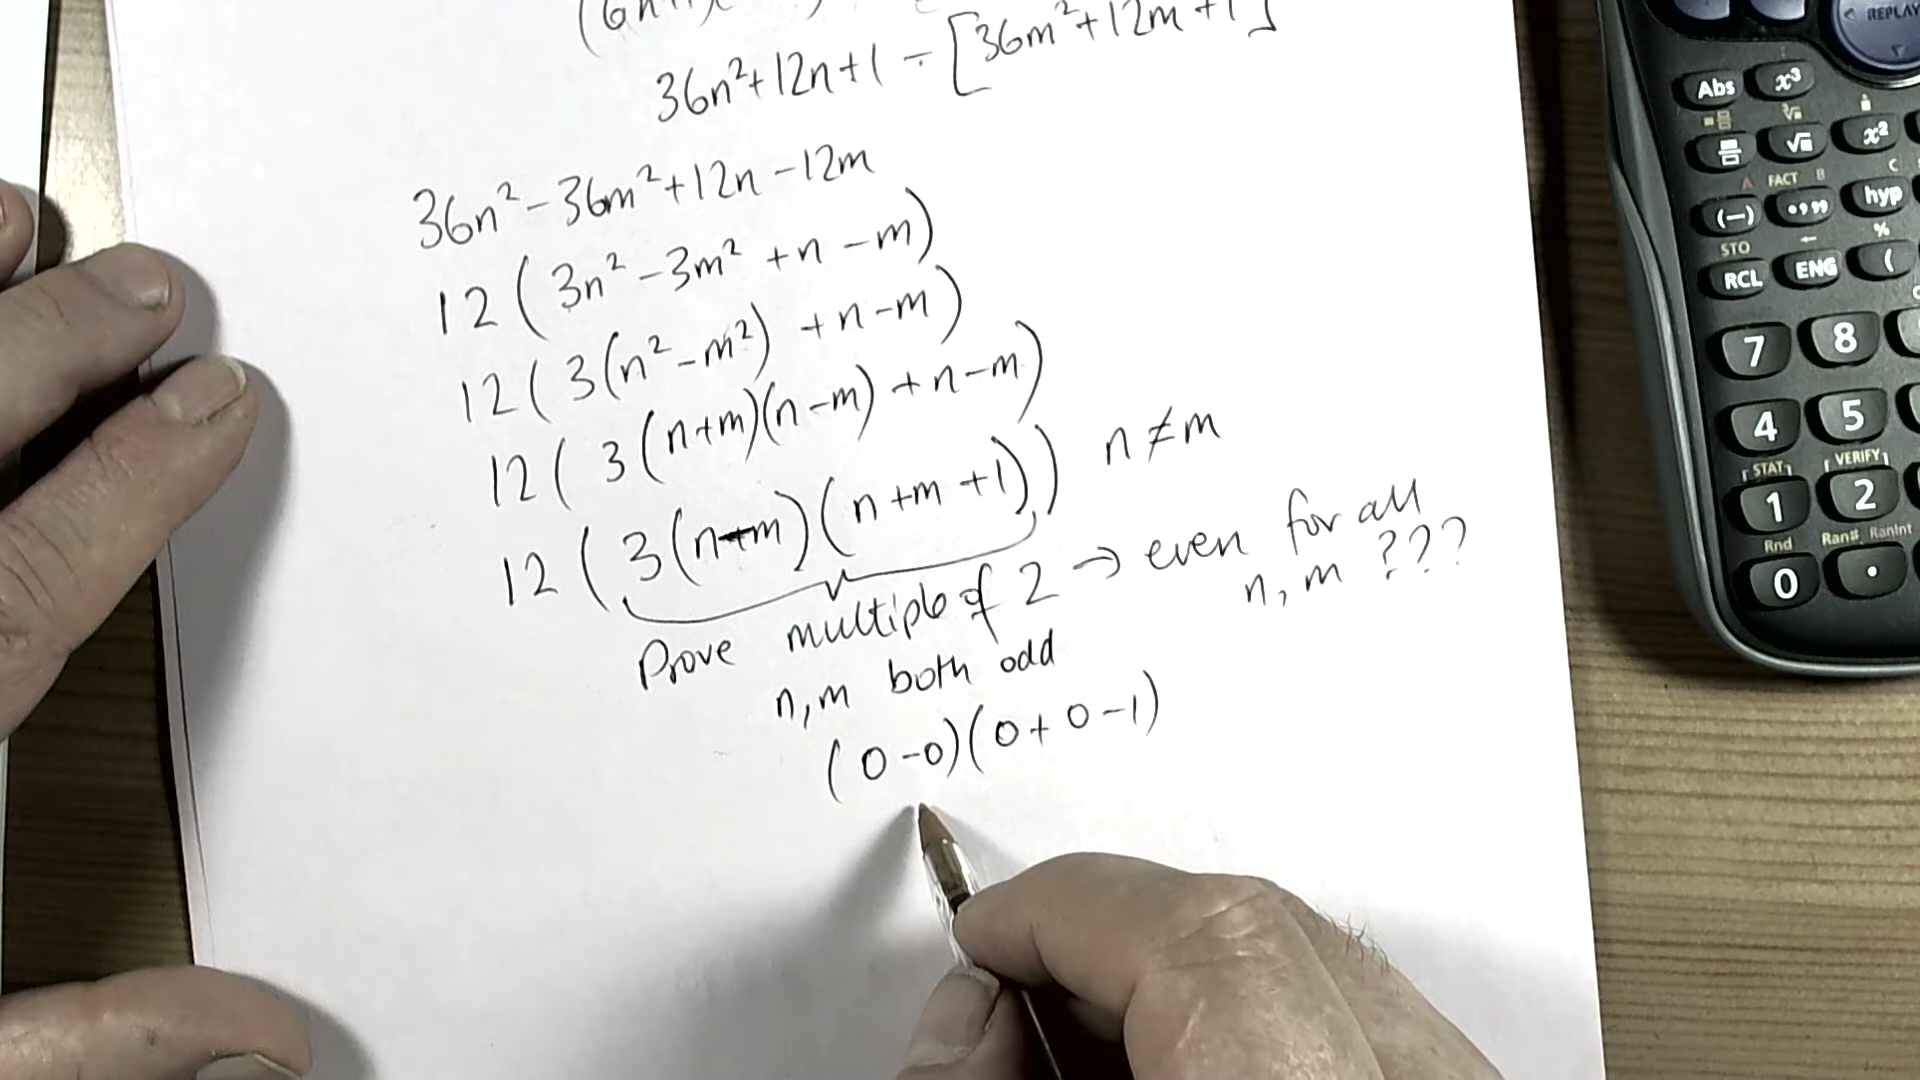 (6n+1)
36n²+12n+1 - [36m²+12m+1]
36n²-36m²+12n-12m
12(3n²-3m²+n-m)
12(3(n²-m²)+n-m)
12(3(n+m)(n-m)+n-m)
12(3(n-m)(n+m+1)) n≠m
Prove multiple of 2 → even for all
n,m ???
n,m both odd
(0-0)(0+0-1)
REPLAY
Abs x³
√ x²
A FACT B C
(-) hyp
STO ← %
RCL ENG (
7 8
4 5
STAT VERIFY
1 2
Rnd Ran# RanInt
0 .